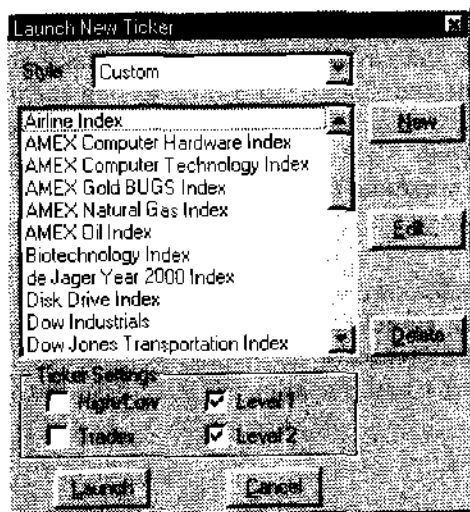 Launch New Ticker
Style
Custom
Airline Index
AMEX Computer Hardware Index
AMEX Computer Technology Index
AMEX Gold BUGS Index
AMEX Natural Gas Index
AMEX Oil Index
Biotechnology Index
de Jager Year 2000 Index
Disk Drive Index
Dow Industrials
Dow Jones Transportation Index
New
Edit...
Delete
Ticker Settings
High/Low
Level 1
Trades
Level 2
Launch
Cancel